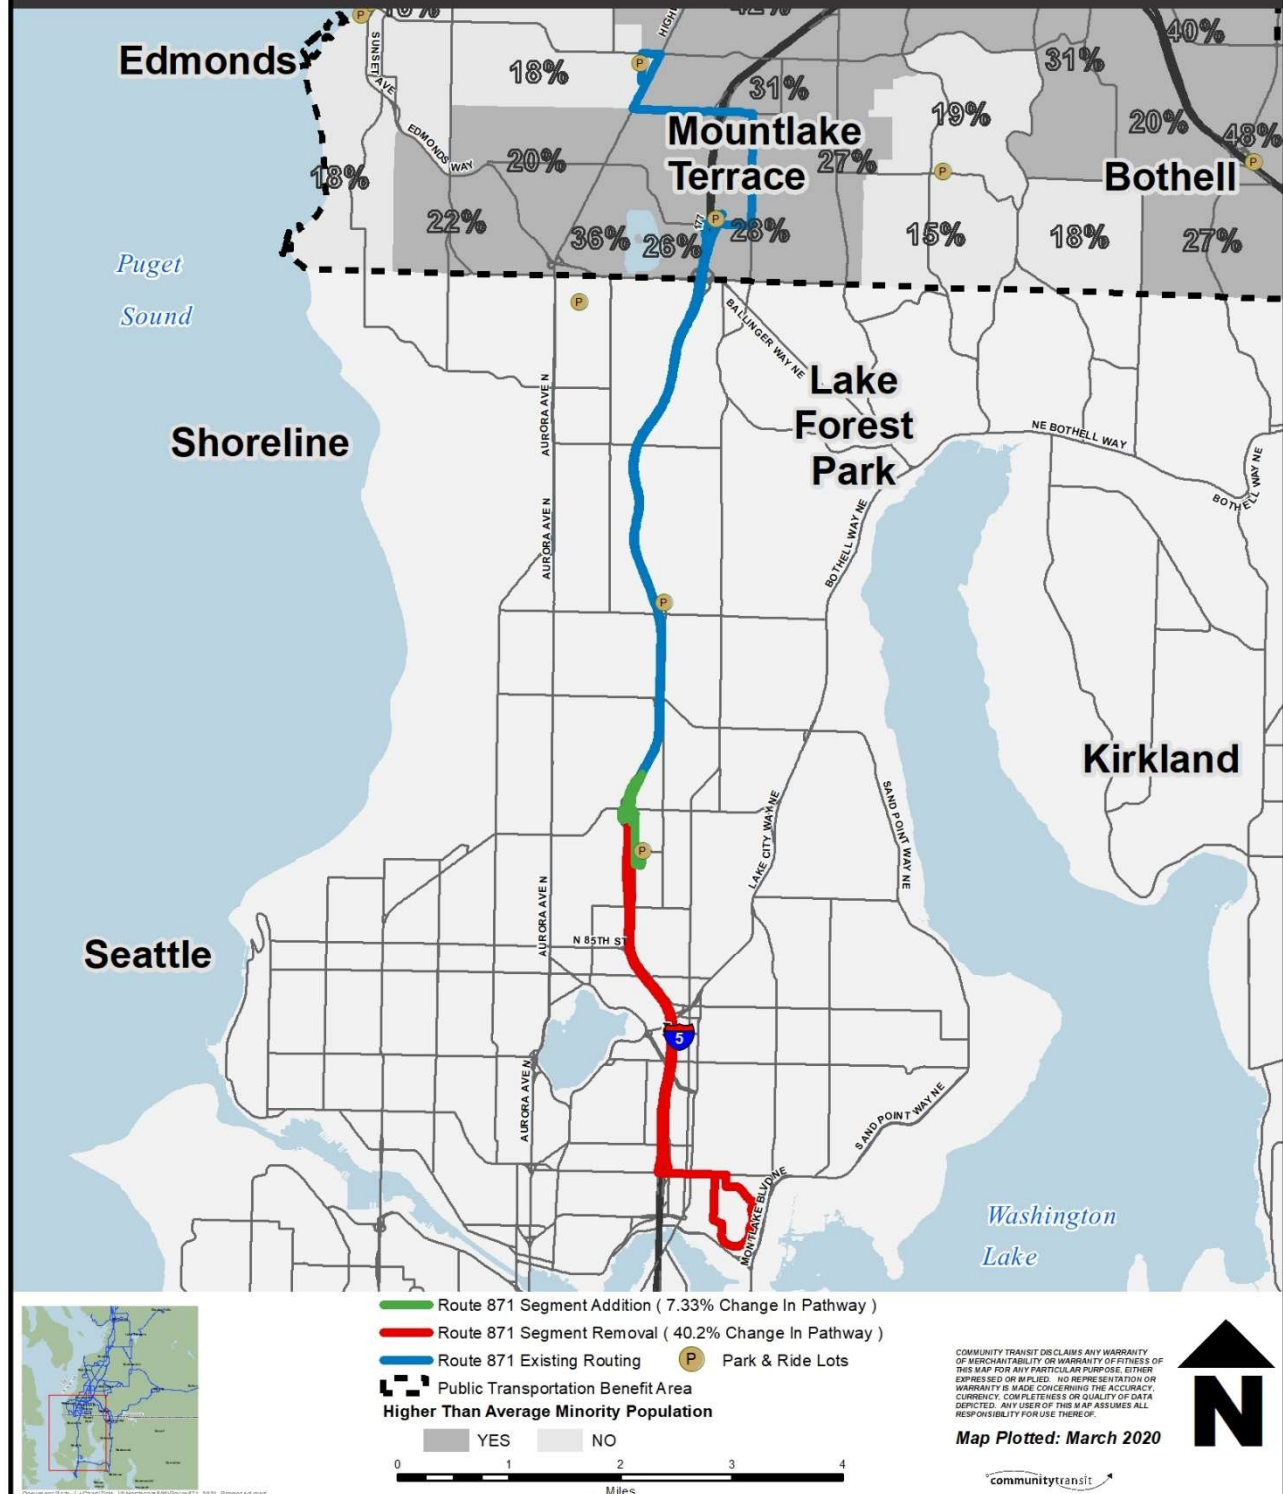 40%
HIGH
Edmonds
SUNSET AVE
18%
31%
31%
19%
20%
48%
Mountlake
Terrace
EDMONDS WAY
20%
27%
18%
Bothell
22%
36%
26%
28%
15%
18%
27%
177
Puget
Sound
BALLINGER WAY NE
Lake
Forest
Park
AURORA AVE N
Shoreline
NE BOTHELL WAY
BOTHELL WAY NE
AURORA AVE N
BOTHELL WAY NE
Kirkland
SAND POINT WAY NE
LAKE CITY WAY NE
AURORA AVE N
N 85TH ST
Seattle
5
AURORA AVE N
SAND POINT WAY NE
MONTLAKE BLVD NE
Washington
Lake
Route 871 Segment Addition ( 7.33% Change In Pathway )
Route 871 Segment Removal ( 40.2% Change In Pathway )
Route 871 Existing Routing
P Park & Ride Lots
Public Transportation Benefit Area
Higher Than Average Minority Population
YES NO
0 1 2 3 4
Miles
COMMUNITY TRANSIT DISCLAIMS ANY WARRANTY
OF MERCHANTABILITY OR WARRANTY OF FITNESS OF
THIS MAP FOR ANY PARTICULAR PURPOSE, EITHER
EXPRESSED OR IMPLIED. NO REPRESENTATION OR
WARRANTY IS MADE CONCERNING THE ACCURACY,
CURRENCY, COMPLETENESS OR QUALITY OF DATA
DEPICTED. ANY USER OF THIS MAP ASSUMES ALL
RESPONSIBILITY FOR USE THEREOF.
Map Plotted: March 2020
N
communitytransit